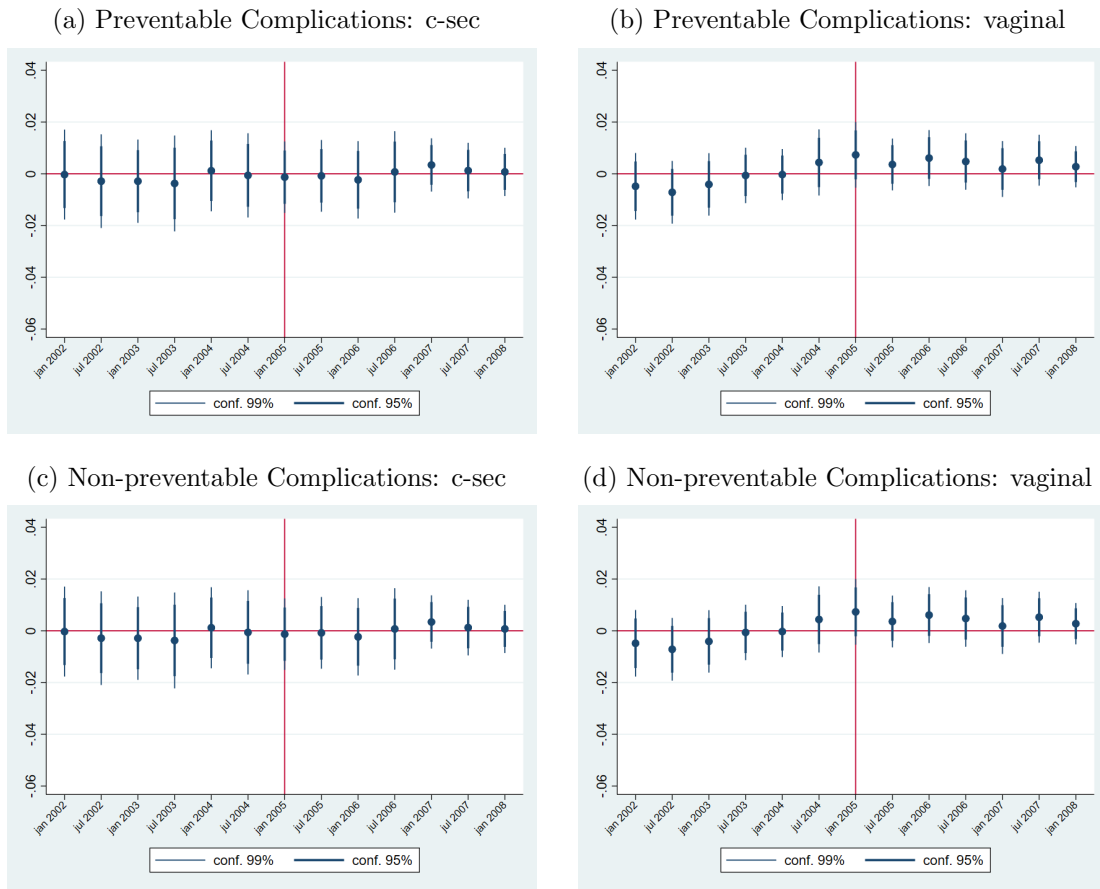 (a) Preventable Complications: c-sec
.04
.02
0
-.02
-.04
-.06
jan 2002
jul 2002
jan 2003
jul 2003
jan 2004
jul 2004
jan 2005
jul 2005
jan 2006
jul 2006
jan 2007
jul 2007
jan 2008
conf. 99% conf. 95%
(b) Preventable Complications: vaginal
.04
.02
0
-.02
-.04
-.06
jan 2002
jul 2002
jan 2003
jul 2003
jan 2004
jul 2004
jan 2005
jul 2005
jan 2006
jul 2006
jan 2007
jul 2007
jan 2008
conf. 99% conf. 95%
(c) Non-preventable Complications: c-sec
.04
.02
0
-.02
-.04
-.06
jan 2002
jul 2002
jan 2003
jul 2003
jan 2004
jul 2004
jan 2005
jul 2005
jan 2006
jul 2006
jan 2007
jul 2007
jan 2008
conf. 99% conf. 95%
(d) Non-preventable Complications: vaginal
.04
.02
0
-.02
-.04
-.06
jan 2002
jul 2002
jan 2003
jul 2003
jan 2004
jul 2004
jan 2005
jul 2005
jan 2006
jul 2006
jan 2007
jul 2007
jan 2008
conf. 99% conf. 95%